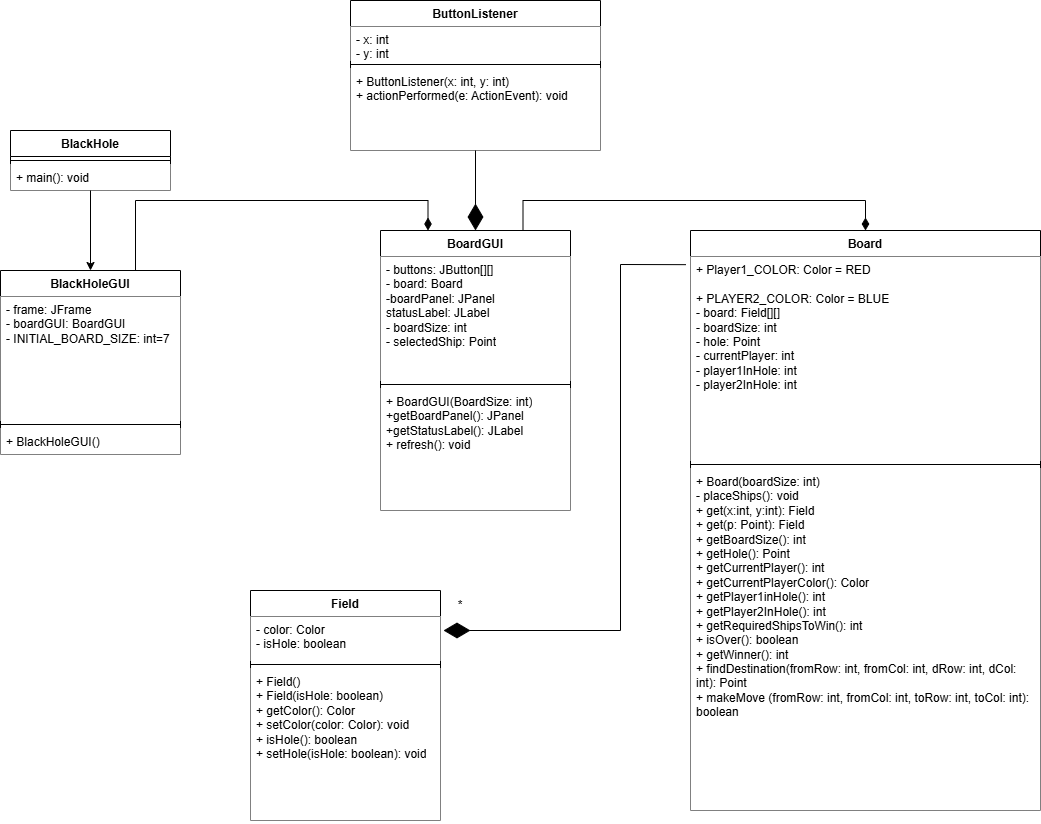 ButtonListener
- x: int
- y: int
+ ButtonListener(x: int, y: int)
+ actionPerformed(e: ActionEvent): void
BlackHole
+ main(): void
BlackHoleGUI
- frame: JFrame
- boardGUI: BoardGUI
- INITIAL_BOARD_SIZE: int=7
+ BlackHoleGUI()
BoardGUI
- buttons: JButton[][]
- board: Board
-boardPanel: JPanel
statusLabel: JLabel
- boardSize: int
- selectedShip: Point
+ BoardGUI(BoardSize: int)
+getBoardPanel(): JPanel
+getStatusLabel(): JLabel
+ refresh(): void
Board
+ Player1_COLOR: Color = RED
+ PLAYER2_COLOR: Color = BLUE
- board: Field[][]
- boardSize: int
- hole: Point
- currentPlayer: int
- player1InHole: int
- player2InHole: int
+ Board(boardSize: int)
- placeShips(): void
+ get(x:int, y:int): Field
+ get(p: Point): Field
+ getBoardSize(): int
+ getHole(): Point
+ getCurrentPlayer(): int
+ getCurrentPlayerColor(): Color
+ getPlayer1inHole(): int
+ getPlayer2InHole(): int
+ getRequiredShipsToWin(): int
+ isOver(): boolean
+ getWinner(): int
+ findDestination(fromRow: int, fromCol: int, dRow: int, dCol:
int): Point
+ makeMove (fromRow: int, fromCol: int, toRow: int, toCol: int):
boolean
Field
*
- color: Color
- isHole: boolean
+ Field()
+ Field(isHole: boolean)
+ getColor(): Color
+ setColor(color: Color): void
+ isHole(): boolean
+ setHole(isHole: boolean): void